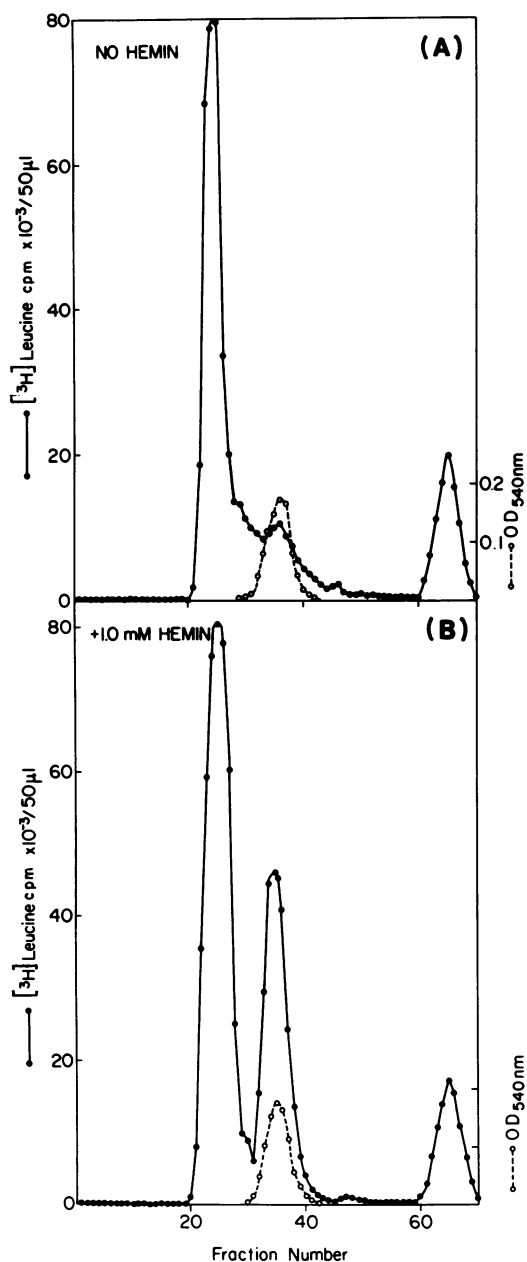 80
NO HEMIN
(A)
60
40
20
0
[³H] Leucine cpm x10⁻³/50µl
0.2
0.1
OD540nm
80
+1.0 mM HEMIN
(B)
60
40
20
0
[³H] Leucine cpm x10⁻³/50µl
OD540nm
20
40
60
Fraction Number